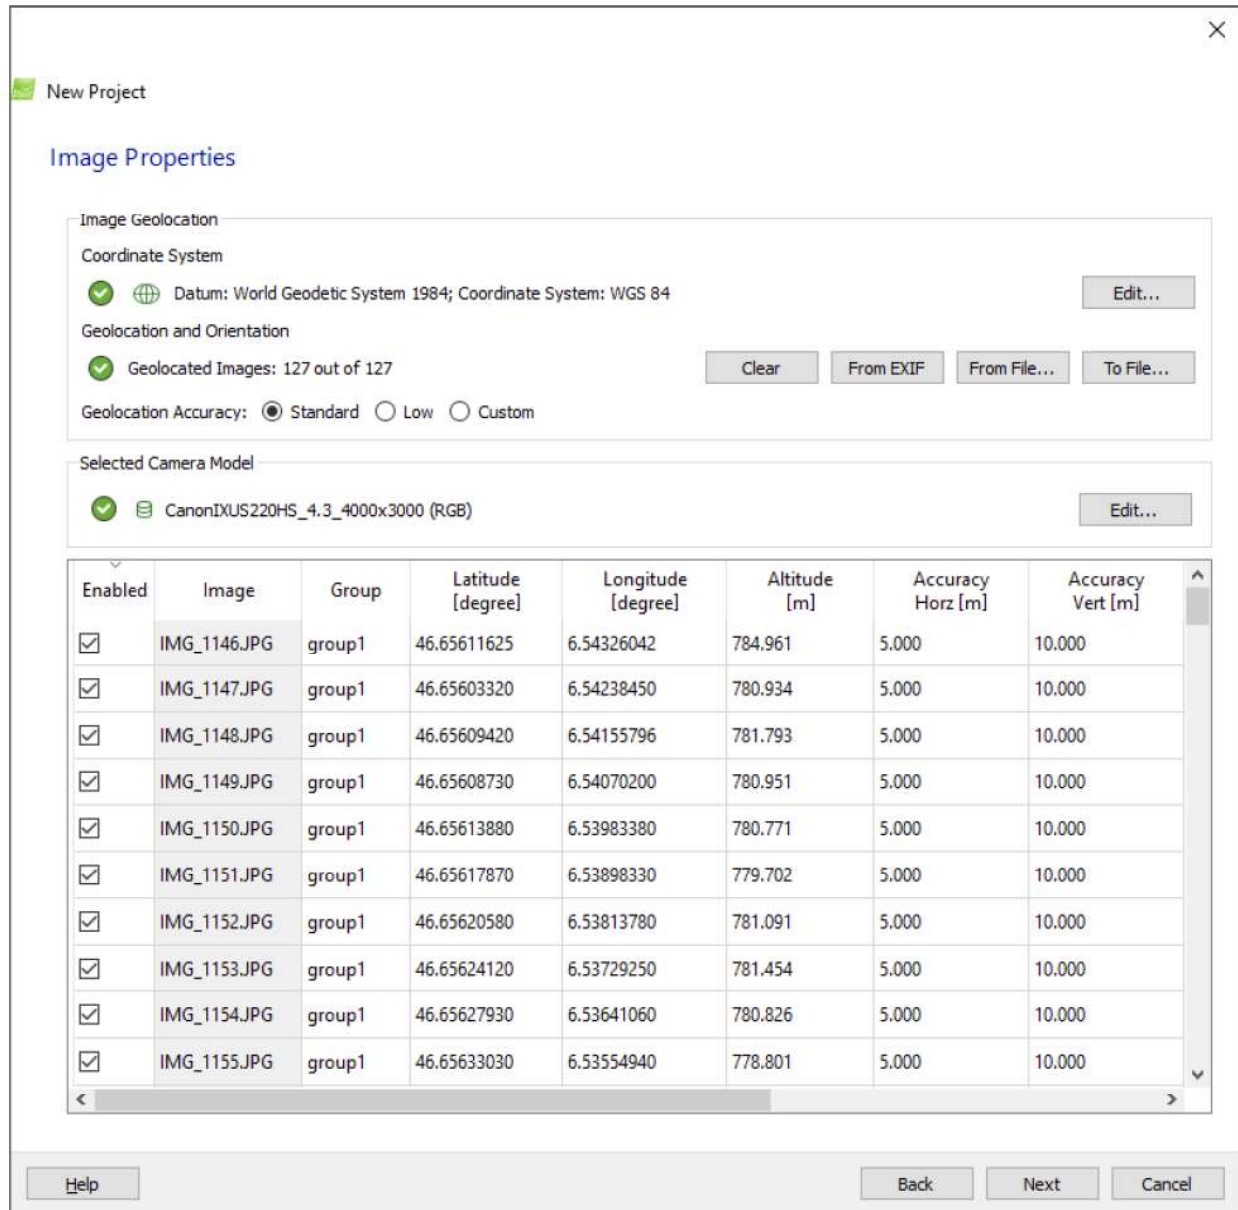 New Project
Image Properties
Image Geolocation
Coordinate System
Datum: World Geodetic System 1984; Coordinate System: WGS 84
Edit...
Geolocation and Orientation
Geolocated Images: 127 out of 127
Clear
From EXIF
From File...
To File...
Geolocation Accuracy: Standard Low Custom
Selected Camera Model
CanonIXUS220HS_4.3_4000x3000 (RGB)
Edit...
Enabled Image Group Latitude [degree] Longitude [degree] Altitude [m] Accuracy Horz [m] Accuracy Vert [m]
IMG_1146.JPG group1 46.65611625 6.54326042 784.961 5.000 10.000
IMG_1147.JPG group1 46.65603320 6.54238450 780.934 5.000 10.000
IMG_1148.JPG group1 46.65609420 6.54155796 781.793 5.000 10.000
IMG_1149.JPG group1 46.65608730 6.54070200 780.951 5.000 10.000
IMG_1150.JPG group1 46.65613880 6.53983380 780.771 5.000 10.000
IMG_1151.JPG group1 46.65617870 6.53898330 779.702 5.000 10.000
IMG_1152.JPG group1 46.65620580 6.53813780 781.091 5.000 10.000
IMG_1153.JPG group1 46.65624120 6.53729250 781.454 5.000 10.000
IMG_1154.JPG group1 46.65627930 6.53641060 780.826 5.000 10.000
IMG_1155.JPG group1 46.65633030 6.53554940 778.801 5.000 10.000
Help
Back
Next
Cancel